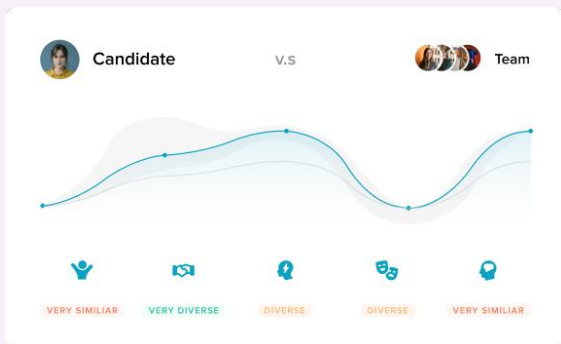 Candidate
V.S
Team
VERY SIMILIAR
VERY DIVERSE
DIVERSE
DIVERSE
VERY SIMILIAR